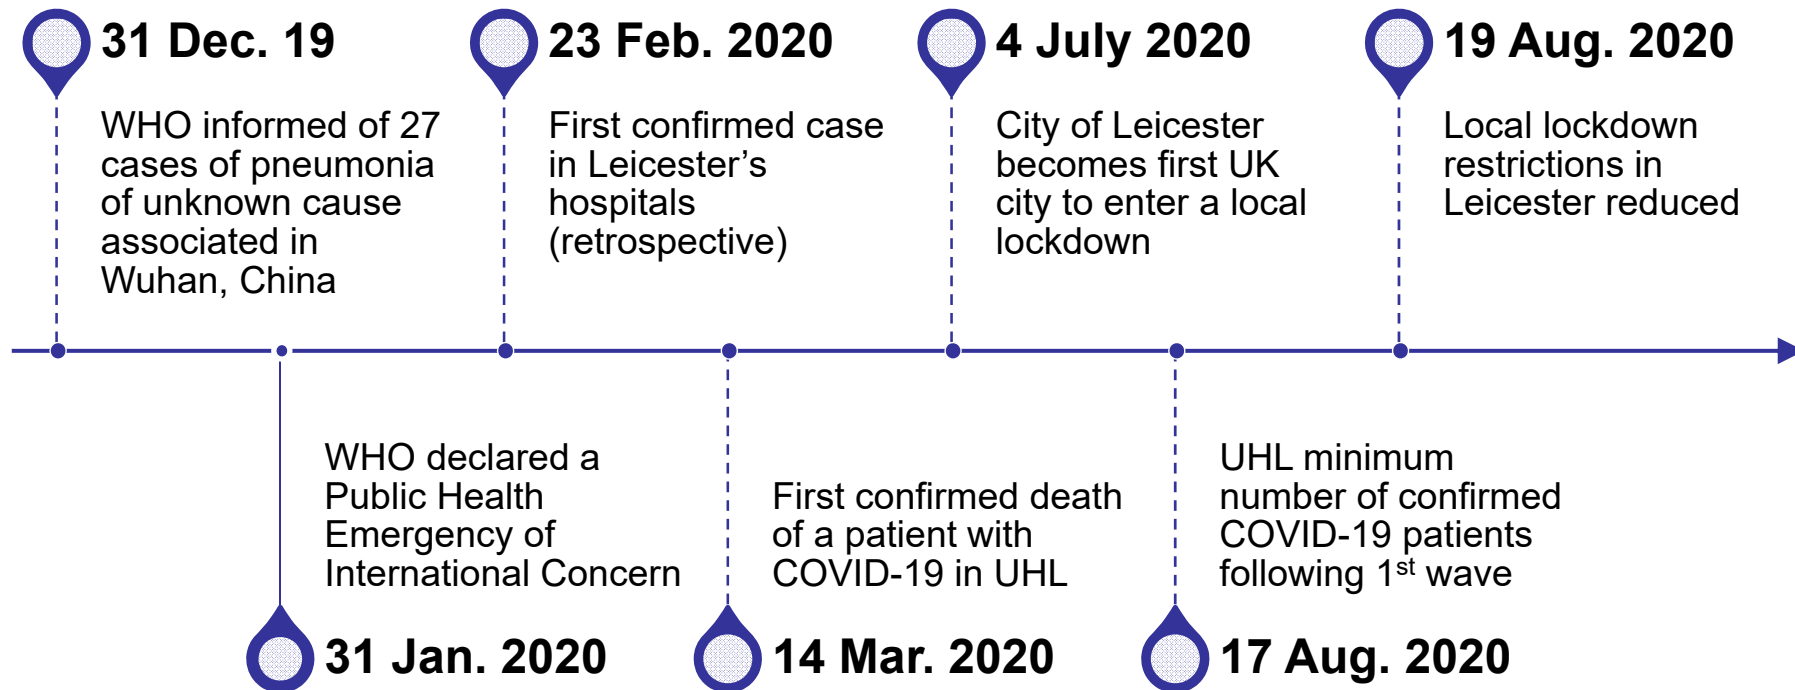 31 Dec. 19
WHO informed of 27
cases of pneumonia
of unknown cause
associated in
Wuhan, China
23 Feb. 2020
First confirmed case
in Leicester’s
hospitals
(retrospective)
4 July 2020
City of Leicester
becomes first UK
city to enter a local
lockdown
19 Aug. 2020
Local lockdown
restrictions in
Leicester reduced
WHO declared a
Public Health
Emergency of
International Concern
31 Jan. 2020
First confirmed death
of a patient with
COVID-19 in UHL
14 Mar. 2020
UHL minimum
number of confirmed
COVID-19 patients
following 1st wave
17 Aug. 2020